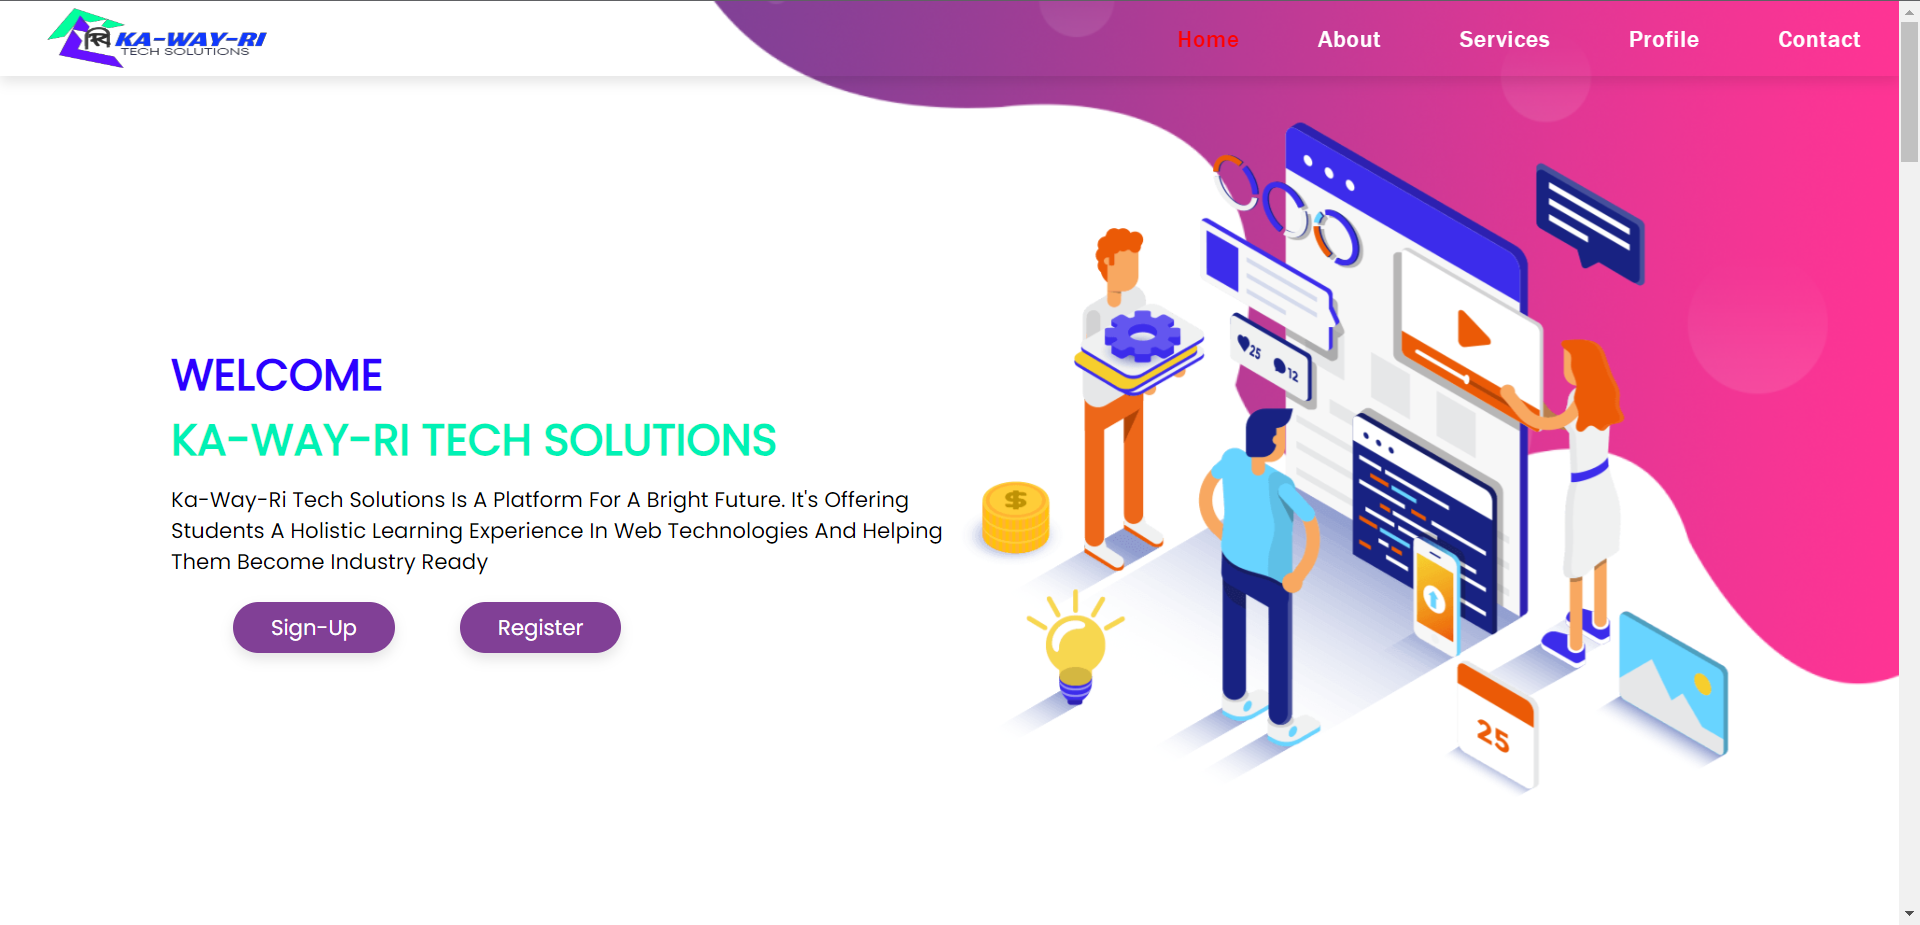 KA-WAY-RI
TECH SOLUTIONS
Home About Services Profile Contact
WELCOME
KA-WAY-RI TECH SOLUTIONS
Ka-Way-Ri Tech Solutions Is A Platform For A Bright Future. It's Offering
Students A Holistic Learning Experience In Web Technologies And Helping
Them Become Industry Ready
Sign-Up Register
25 12
$
25